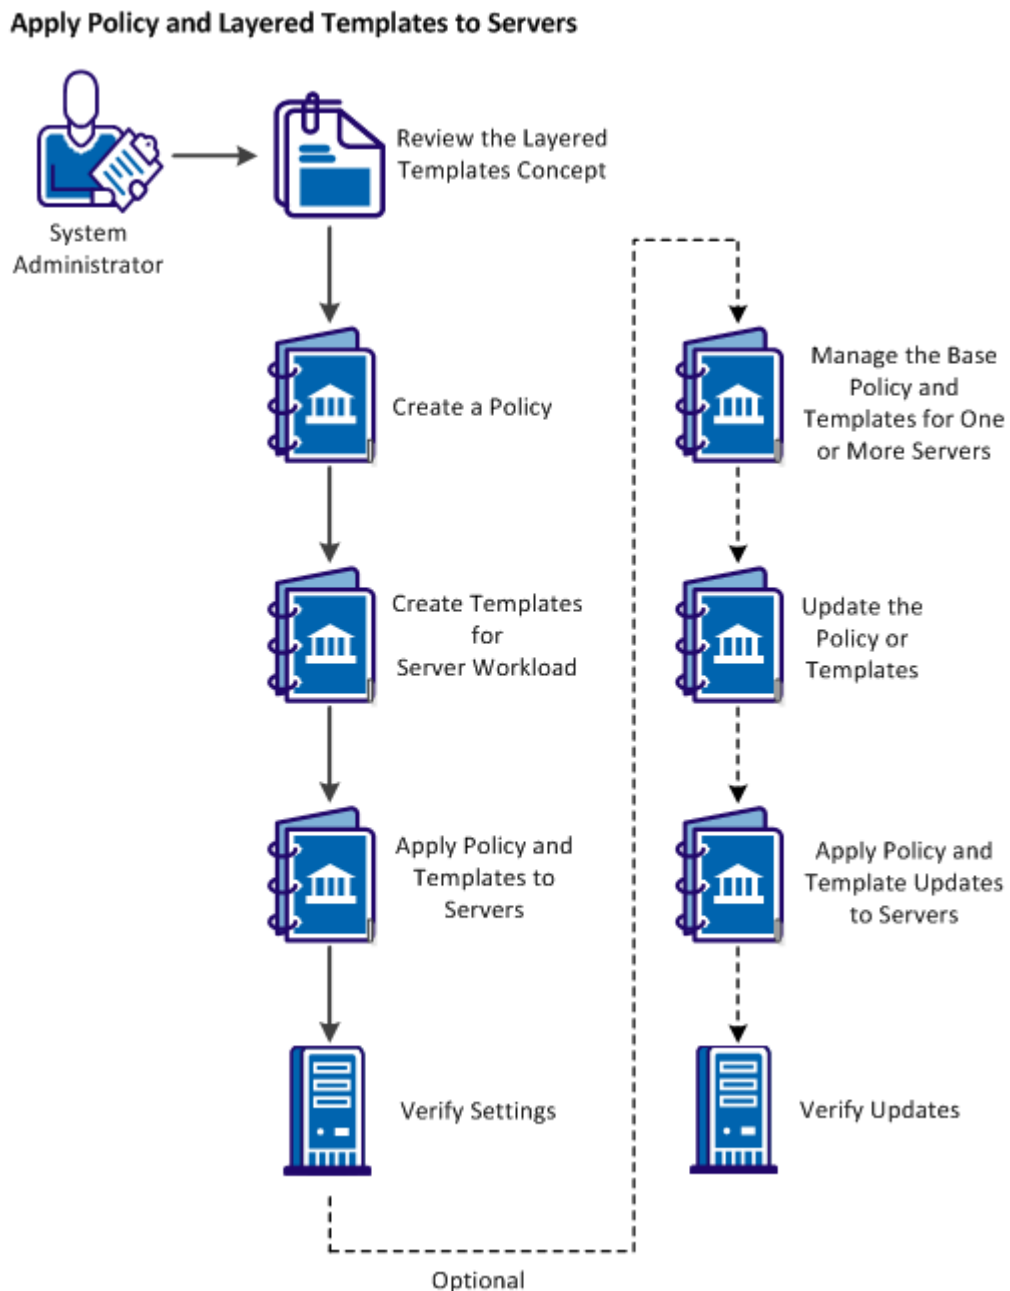 Apply Policy and Layered Templates to Servers
System
Administrator
Review the Layered
Templates Concept
Create a Policy
Create Templates
for
Server Workload
Apply Policy and
Templates to
Servers
Verify Settings
Optional
Manage the Base
Policy and
Templates for One
or More Servers
Update the
Policy or
Templates
Apply Policy and
Template Updates
to Servers
Verify Updates